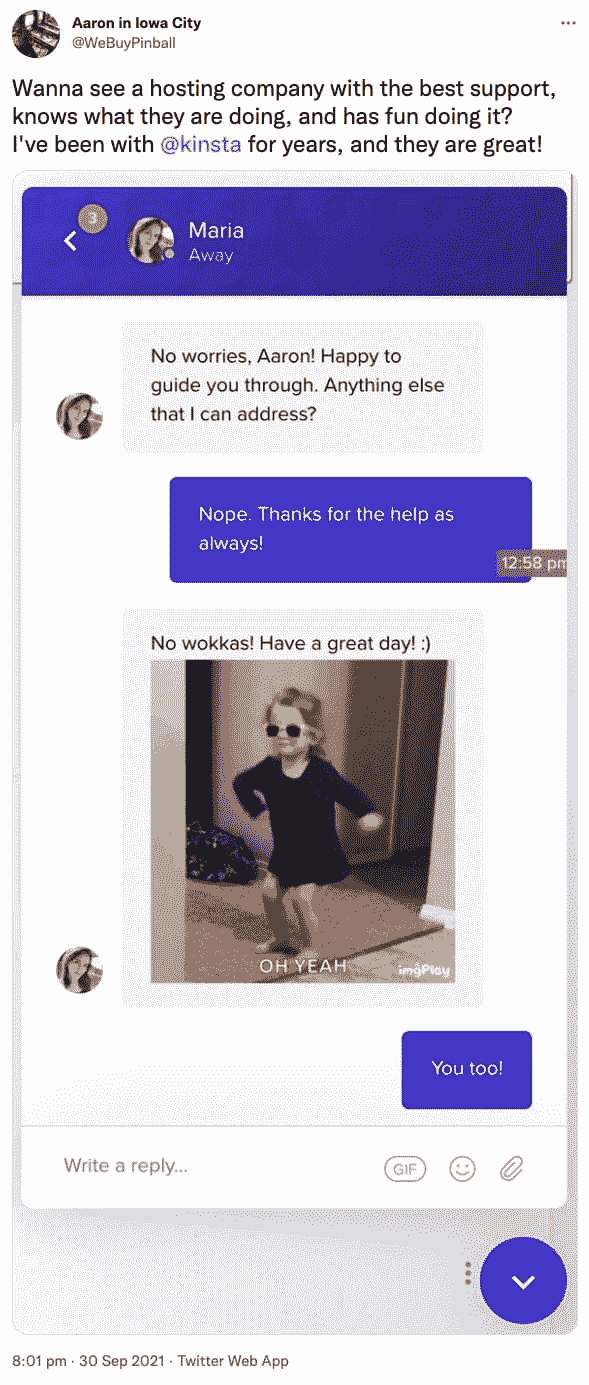 Aaron in Iowa City
@WeBuyPinball
Wanna see a hosting company with the best support,
knows what they are doing, and has fun doing it?
I've been with @kinsta for years, and they are great!
3
Maria
Away
No worries, Aaron! Happy to
guide you through. Anything else
that I can address?
Nope. Thanks for the help as
always!
12:58 pm
No wokkas! Have a great day! :)
OH YEAH
imgPlay
You too!
Write a reply...
GIF
8:01 pm · 30 Sep 2021 · Twitter Web App